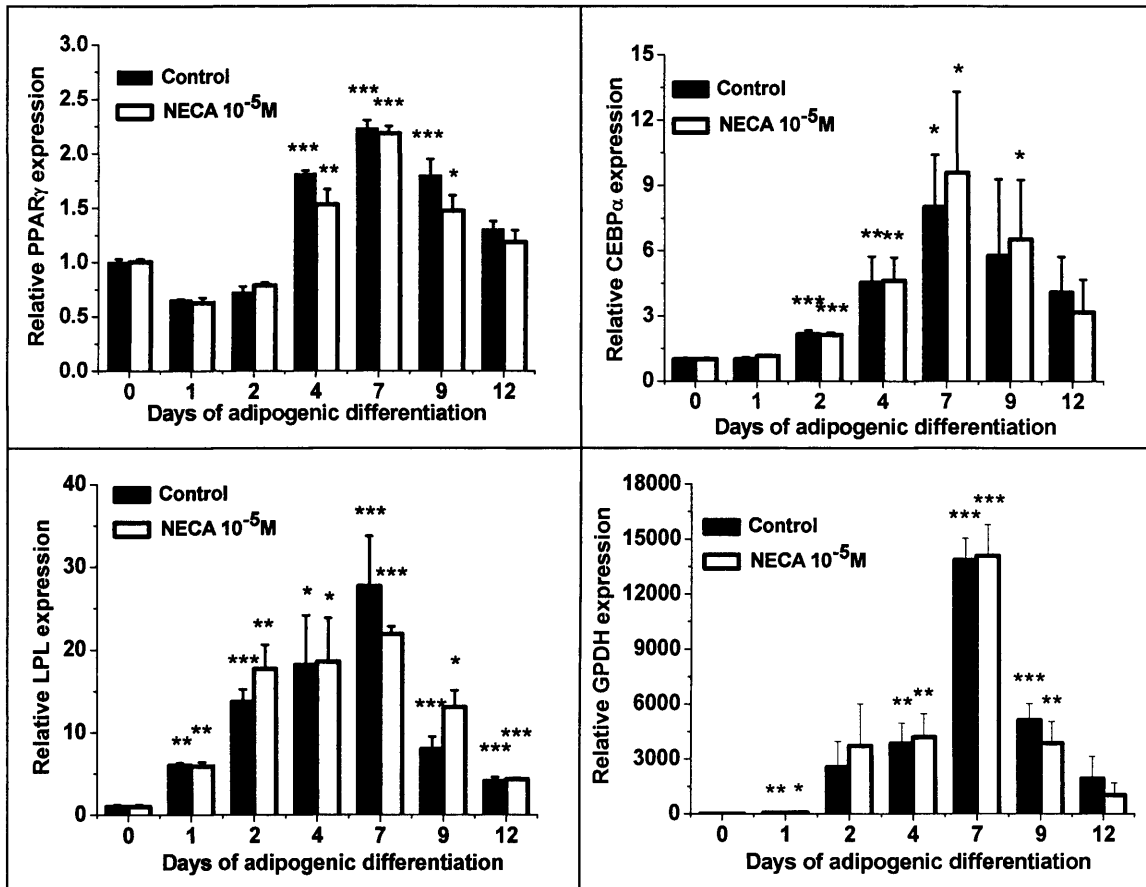 3.0
2.5
2.0
1.5
1.0
0.5
0.0
Relative PPARγ expression
Control
NECA 10⁻⁵M
*** ** *** *** *** *
0 1 2 4 7 9 12
Days of adipogenic differentiation
15
12
9
6
3
0
Relative CEBPα expression
Control
NECA 10⁻⁵M
*** *** ** ** * * *
0 1 2 4 7 9 12
Days of adipogenic differentiation
40
30
20
10
0
Relative LPL expression
Control
NECA 10⁻⁵M
** ** *** ** * * *** *** *** * *** ***
0 1 2 4 7 9 12
Days of adipogenic differentiation
18000
15000
12000
9000
6000
3000
0
Relative GPDH expression
Control
NECA 10⁻⁵M
** * ** ** *** *** *** **
0 1 2 4 7 9 12
Days of adipogenic differentiation